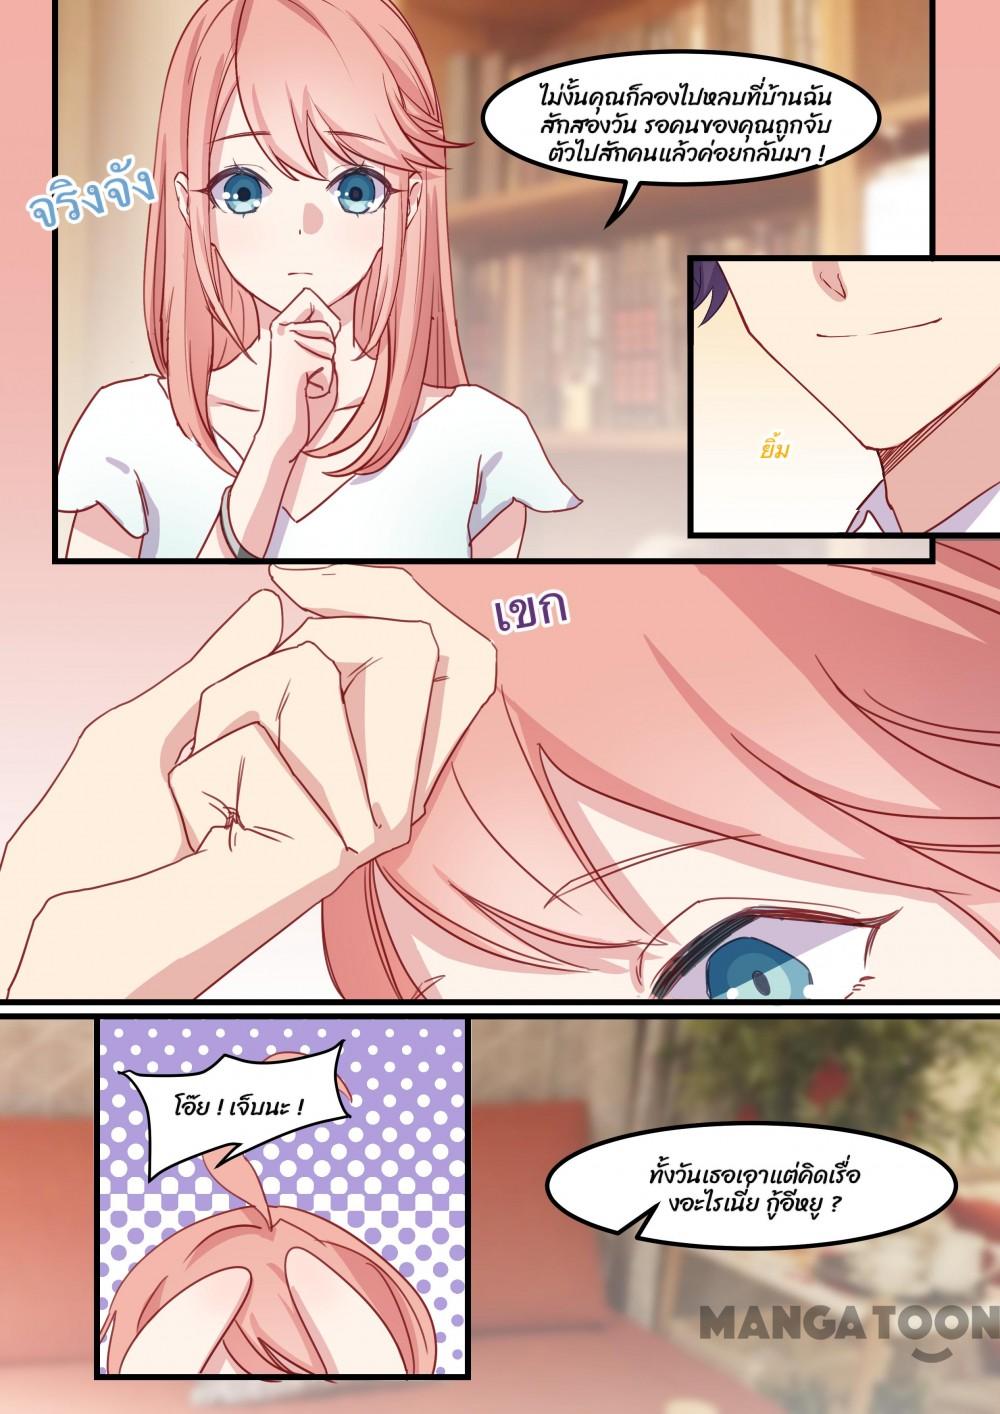 ไม่งั้นคุณก็ลองไปหลบที่บ้านฉัน
สักสองวัน รอคนของคุณถูกจับ
ตัวไปสักคนแล้วค่อยกลับมา !
จริงจัง
ยิ้ม
เขก
โอ๊ย ! เจ็บนะ !
ทั้งวันเธอเอาแต่คิดเรื่อ
งอะไรเนี่ย กู้อีหยู ?
MANGATOON